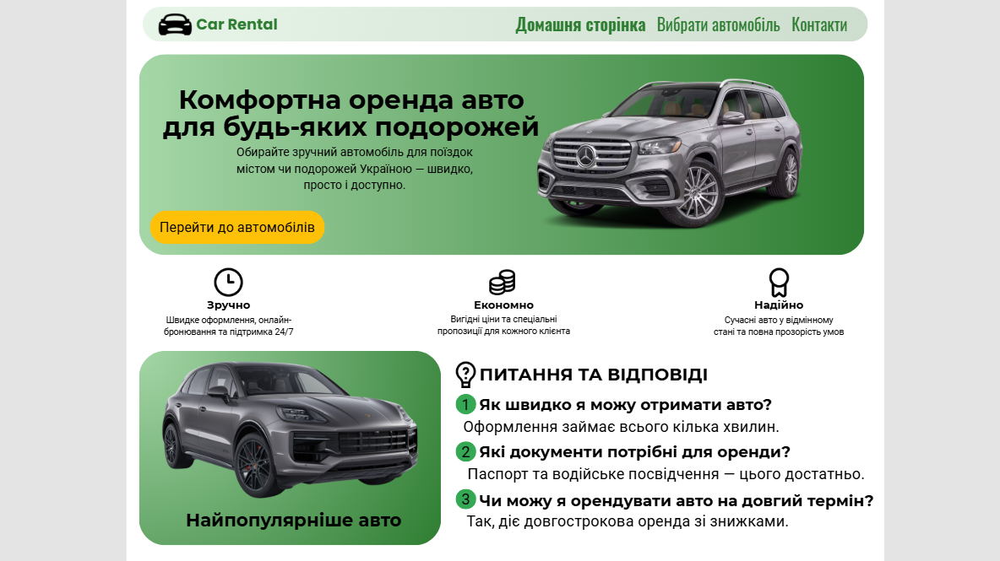 Car Rental
Домашня сторінка Вибрати автомобіль Контакти
Комфортна оренда авто
для будь-яких подорожей
Обирайте зручний автомобіль для поїздок
містом чи подорожей Україною — швидко,
просто і доступно.
Перейти до автомобілів
Зручно
Швидке оформлення, онлайн-
бронювання та підтримка 24/7
Економно
Вигідні ціни та спеціальні
пропозиції для кожного клієнта
Надійно
Сучасні авто у відмінному
стані та повна прозорість умов
Найпопулярніше авто
ПИТАННЯ ТА ВІДПОВІДІ
1 Як швидко я можу отримати авто?
Оформлення займає всього кілька хвилин.
2 Які документи потрібні для оренди?
Паспорт та водійське посвідчення — цього достатньо.
3 Чи можу я орендувати авто на довгий термін?
Так, діє довгострокова оренда зі знижками.